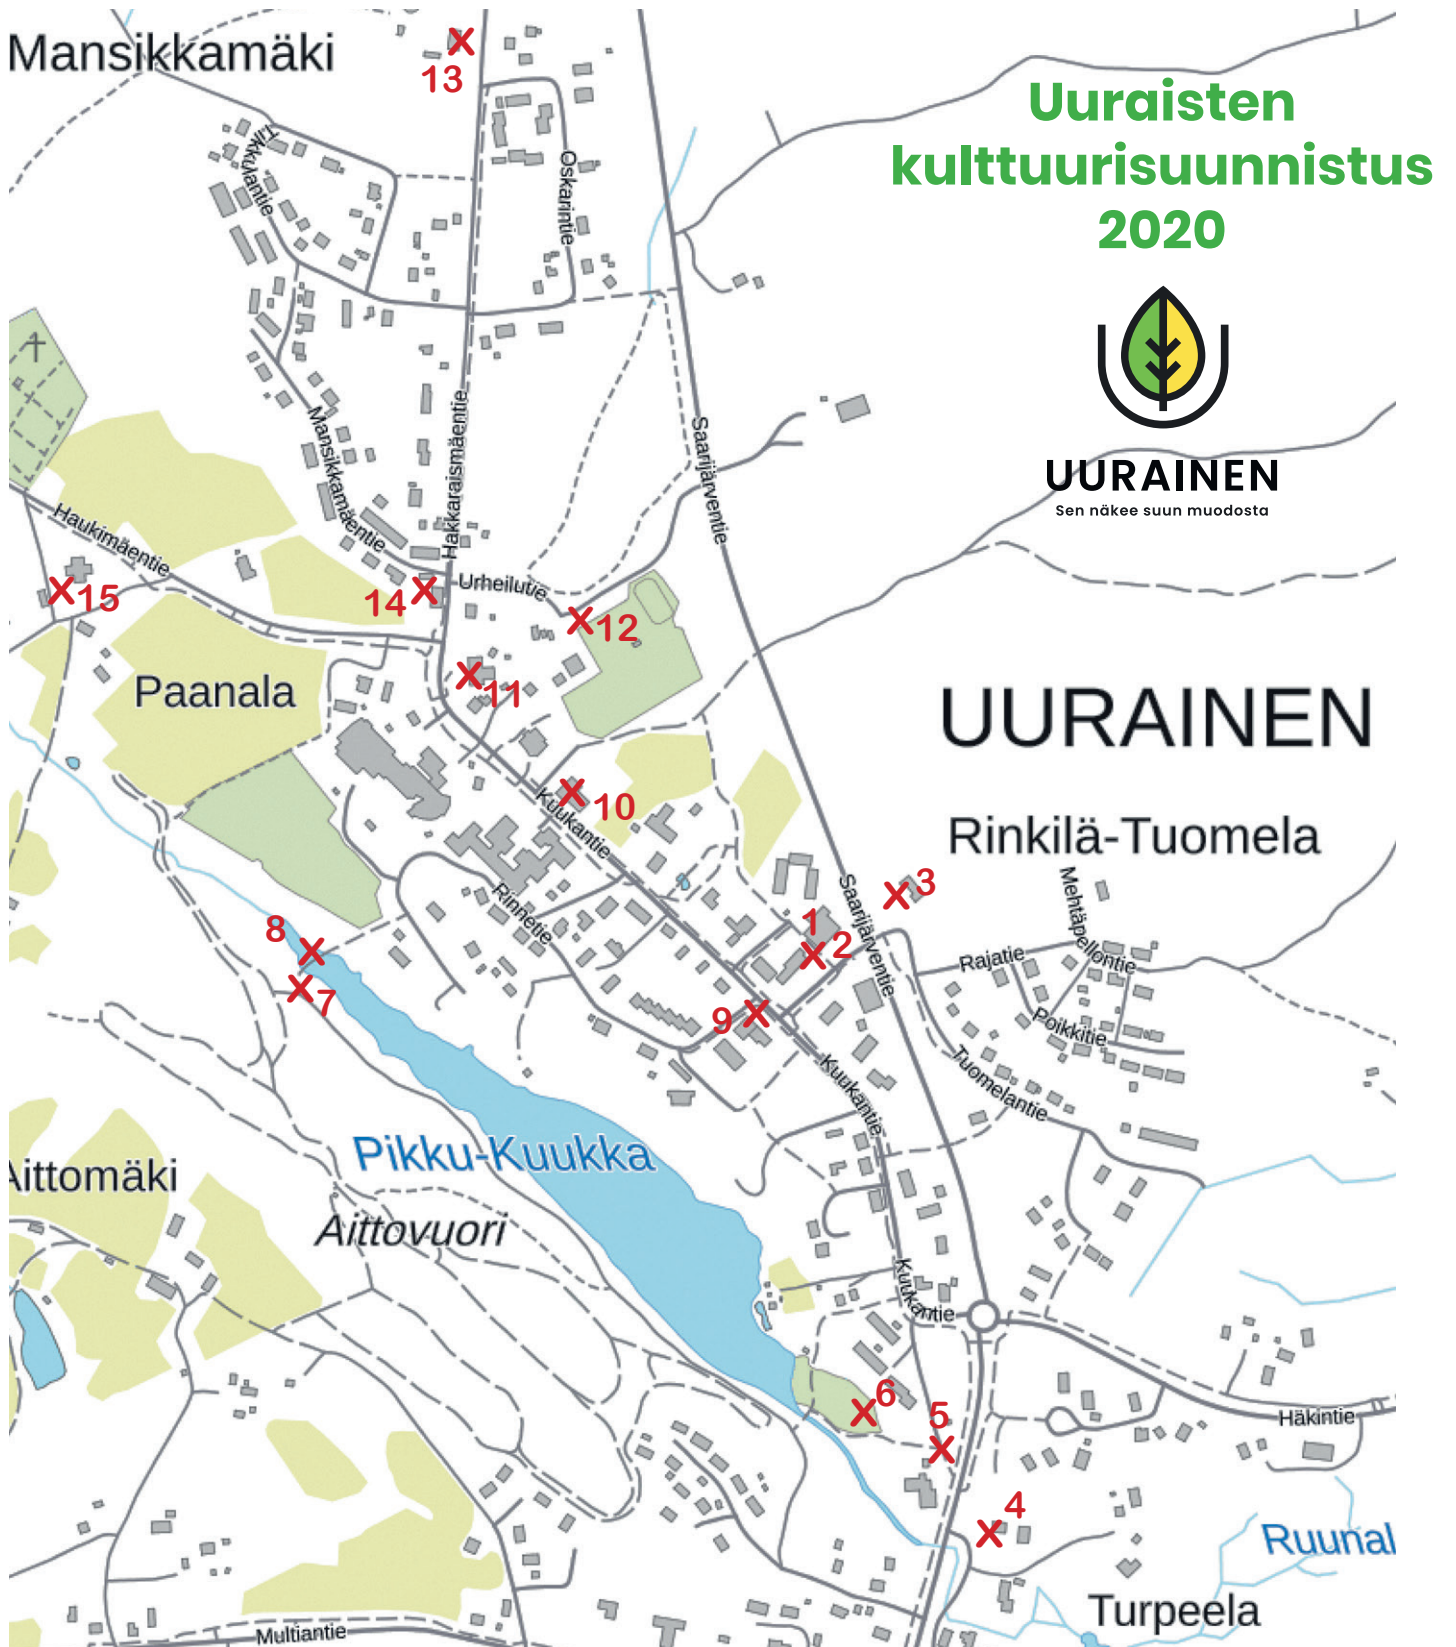 Mansikkamäki
13
Uuraisten
kulttuurisuunnistus
2020
Tikkulantie
Oskarintie
UURAINEN
Sen näkee suun muodosta
Hakkaraismäentie
Mansikkamäentie
Saarijärventie
Haukimäentie
Urheilutie
15
14
12
11
Paanala
UURAINEN
10
Kuukantie
Rinkilä-Tuomela
Rinnetie
3
Saarijärventie
Mehtäpellontie
1
2
8
7
9
Rajatie
Poikkitie
Kuukantie
Tuomelantie
Pikku-Kuukka
Aittomäki
Aittovuori
Kuukantie
6
5
Häkintie
4
Ruunal
Turpeela
Multiantie